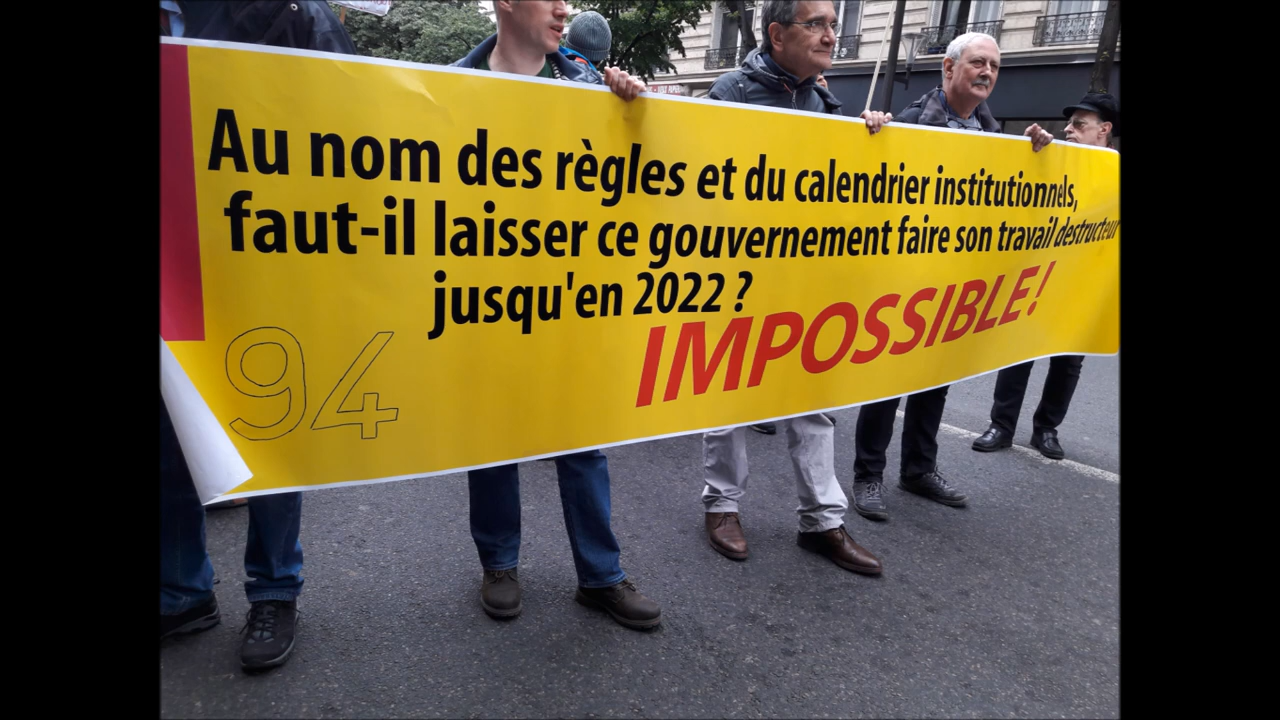 Au nom des règles et du calendrier institutionnels,
faut-il laisser ce gouvernement faire son travail destructeur
jusqu'en 2022 ?
IMPOSSIBLE!
94